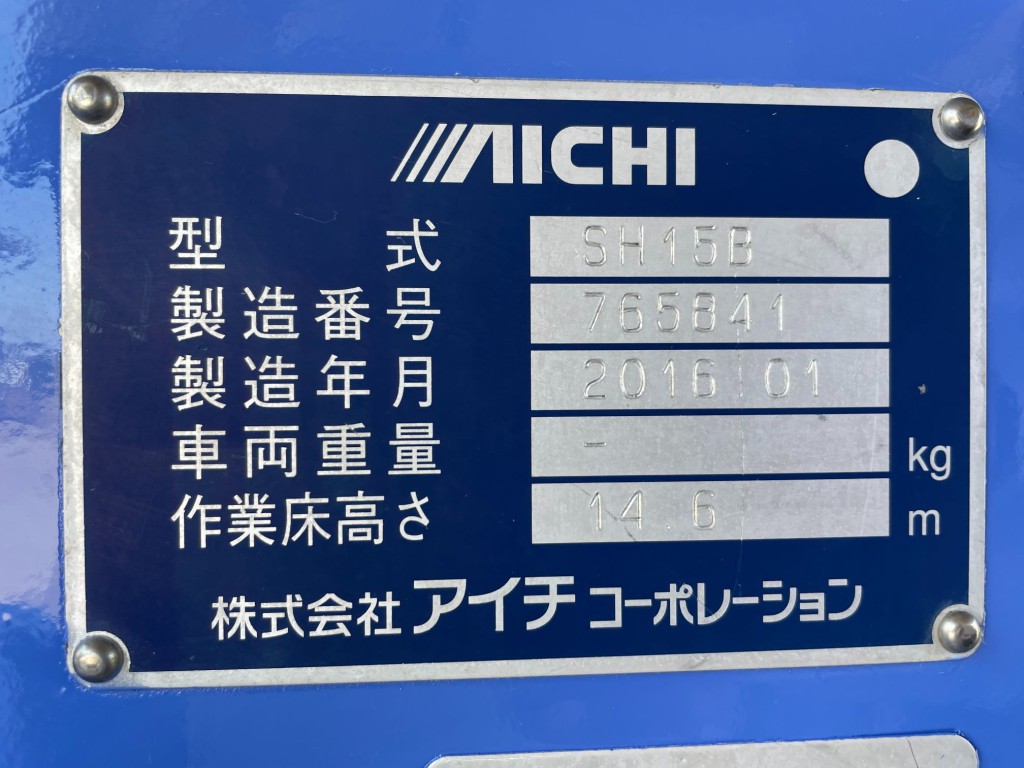 AICHI
型 式 SH15B
製造番号 765841
製造年月 2016 01
車両重量 - kg
作業床高さ 14.6 m
株式会社アイチコーポレーション